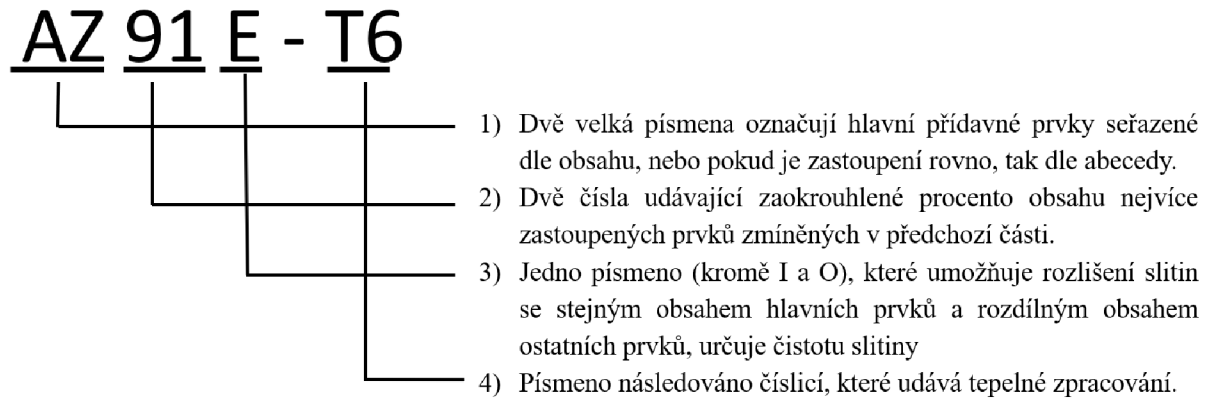 AZ 91 E - T6
1) Dvě velká písmena označují hlavní přídavné prvky seřazené
dle obsahu, nebo pokud je zastoupení rovno, tak dle abecedy.
2) Dvě čísla udávající zaokrouhlené procento obsahu nejvíce
zastoupených prvků zmíněných v předchozí části.
3) Jedno písmeno (kromě I a O), které umožňuje rozlišení slitin
se stejným obsahem hlavních prvků a rozdílným obsahem
ostatních prvků, určuje čistotu slitiny
4) Písmeno následováno číslicí, které udává tepelné zpracování.